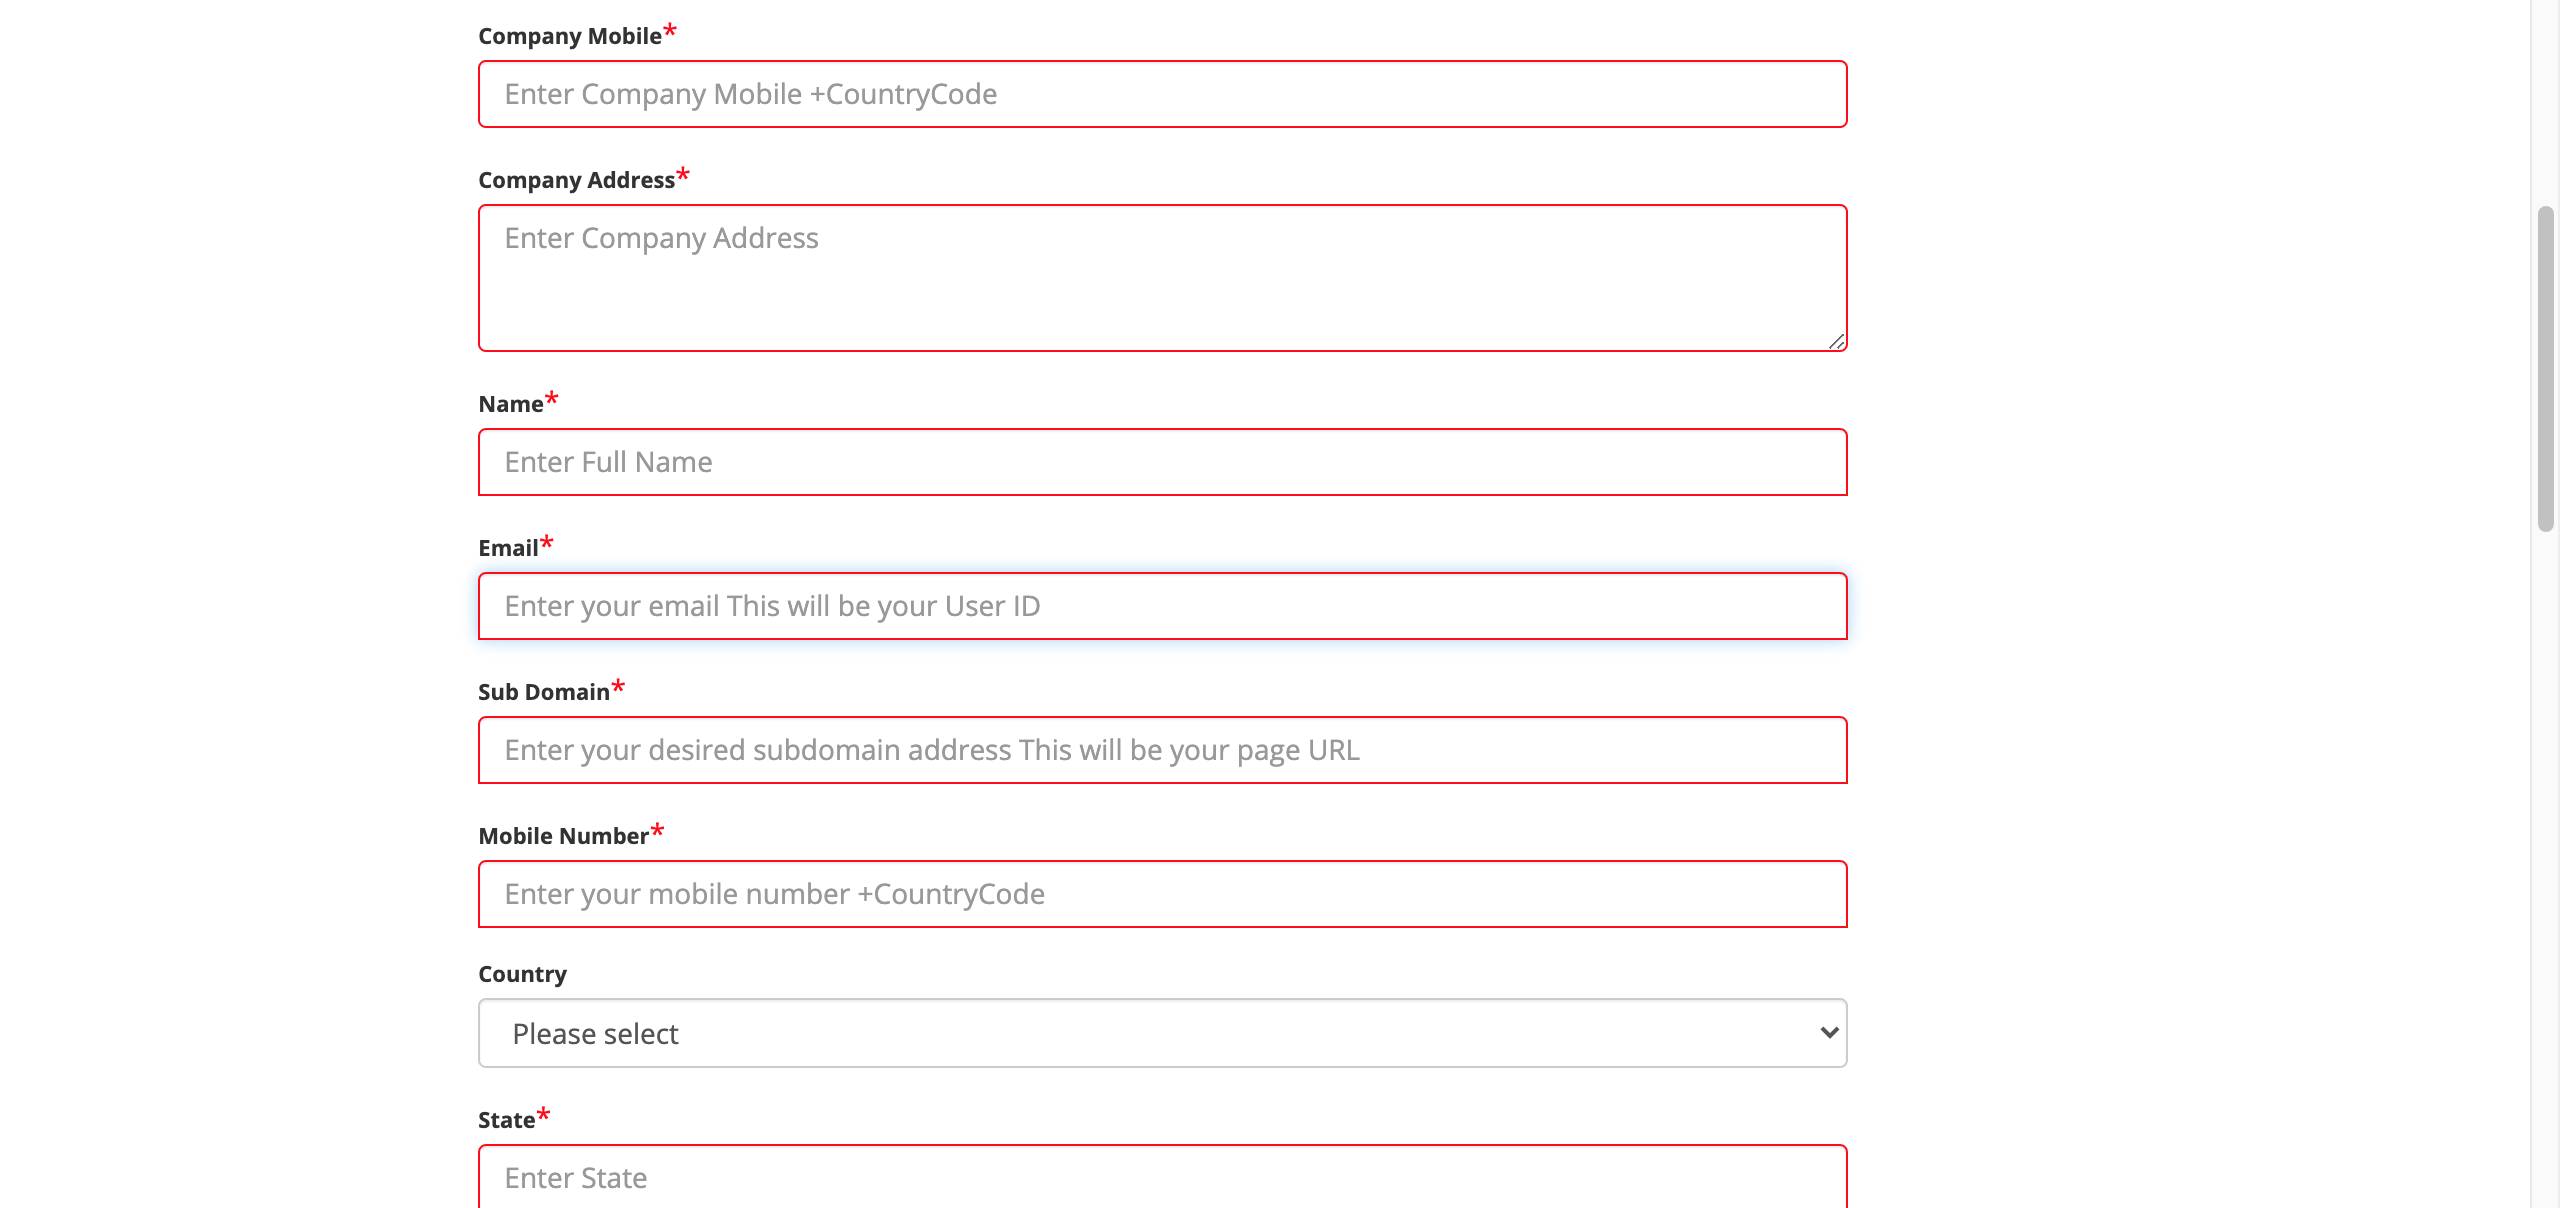 Company Mobile*
Enter Company Mobile +CountryCode
Company Address*
Enter Company Address
Name*
Enter Full Name
Email*
Enter your email This will be your User ID
Sub Domain*
Enter your desired subdomain address This will be your page URL
Mobile Number*
Enter your mobile number +CountryCode
Country
Please select
State*
Enter State